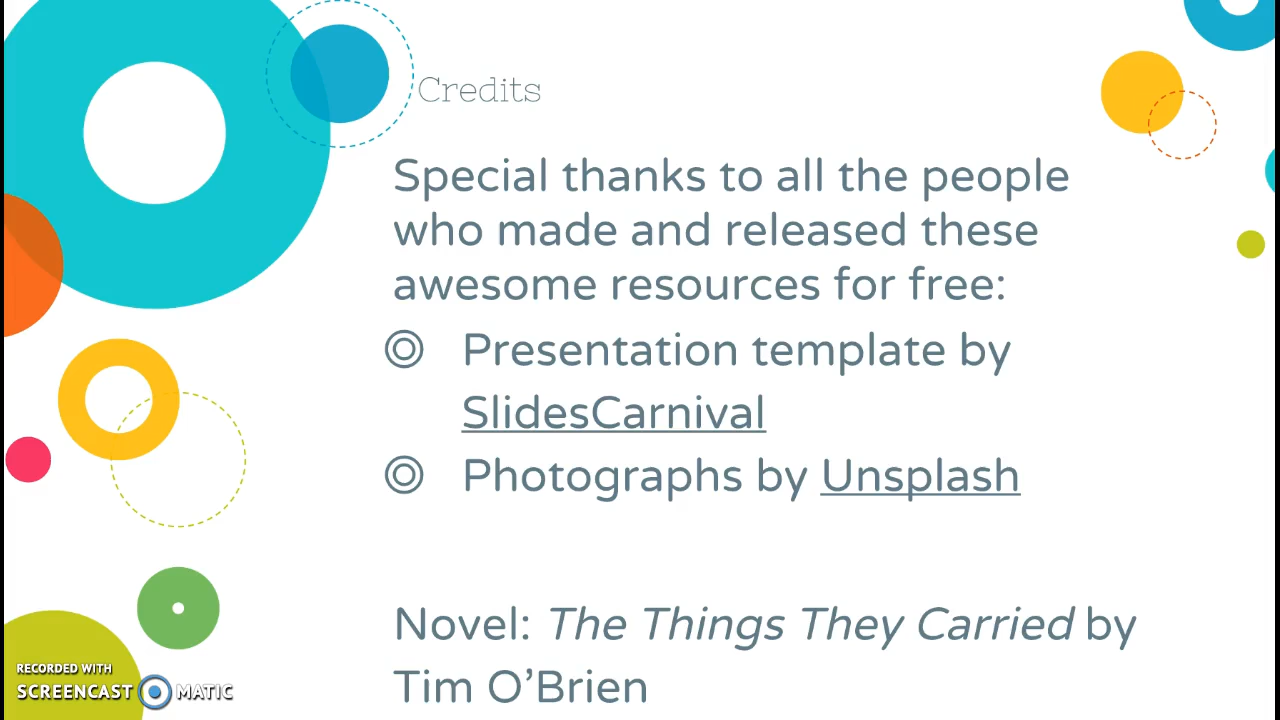 Credits
Special thanks to all the people
who made and released these
awesome resources for free:
Presentation template by
SlidesCarnival
Photographs by Unsplash
Novel: The Things They Carried by
Tim O’Brien
RECORDED WITH
SCREENCAST MATIC